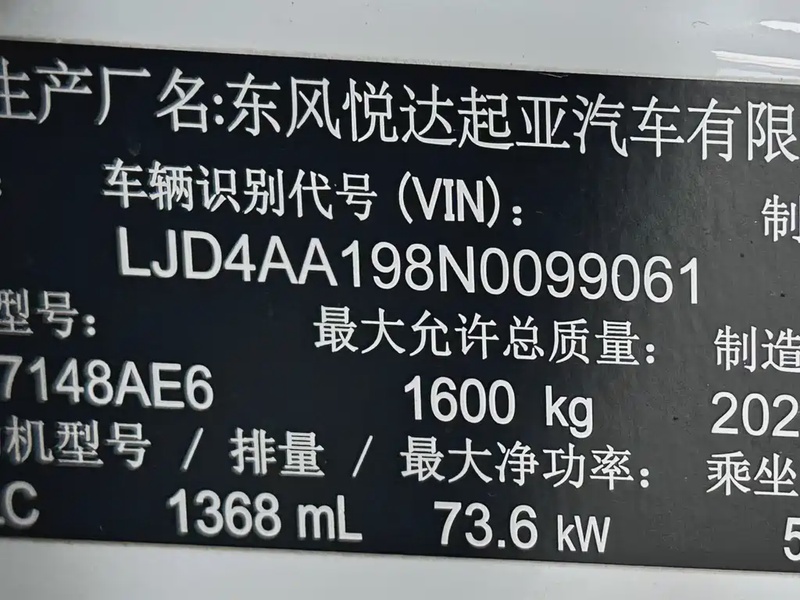 生产厂名:东风悦达起亚汽车有限
车辆识别代号(VIN): 制
LJD4AA198N0099061
型号: 最大允许总质量: 制造
7148AE6 1600 kg 202
机型号 / 排量 / 最大净功率: 乘坐
LC 1368 mL 73.6 kW 5